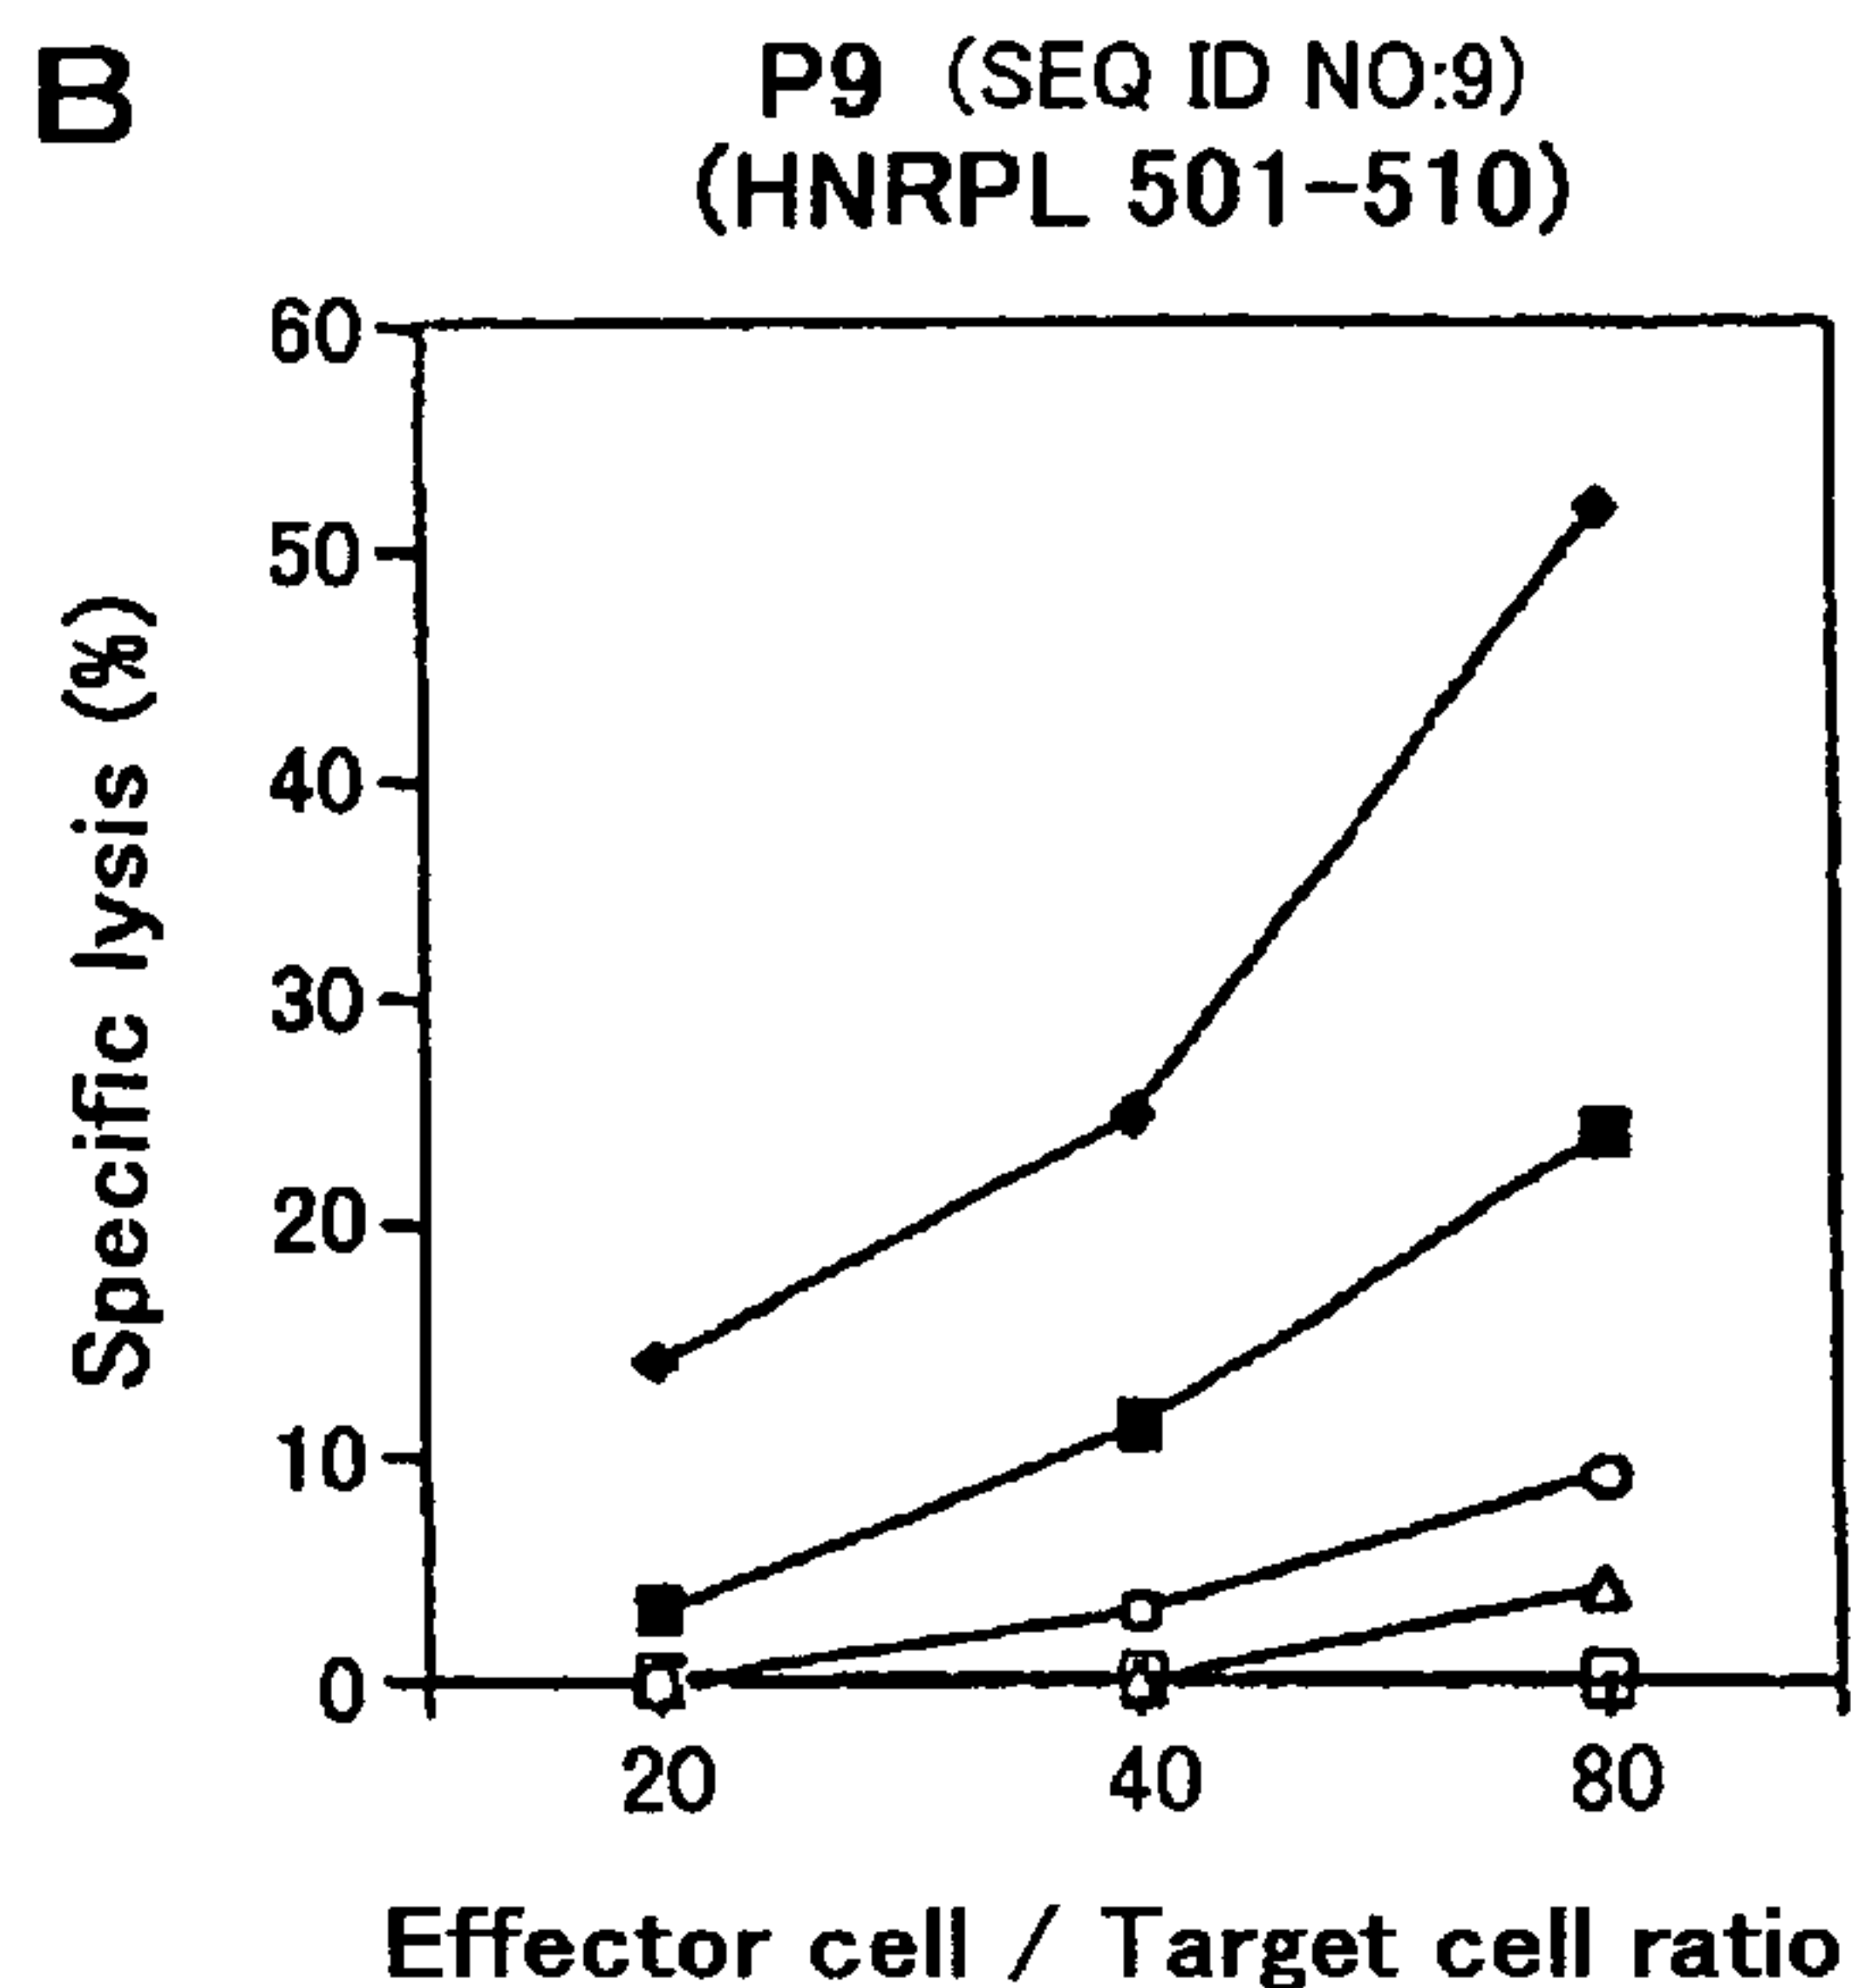 B
P9 (SEQ ID NO:9)
(HNRPL 501-510)
60
50
40
30
20
10
0
Specific lysis (%)
20 40 80
Effector cell / Target cell ratio